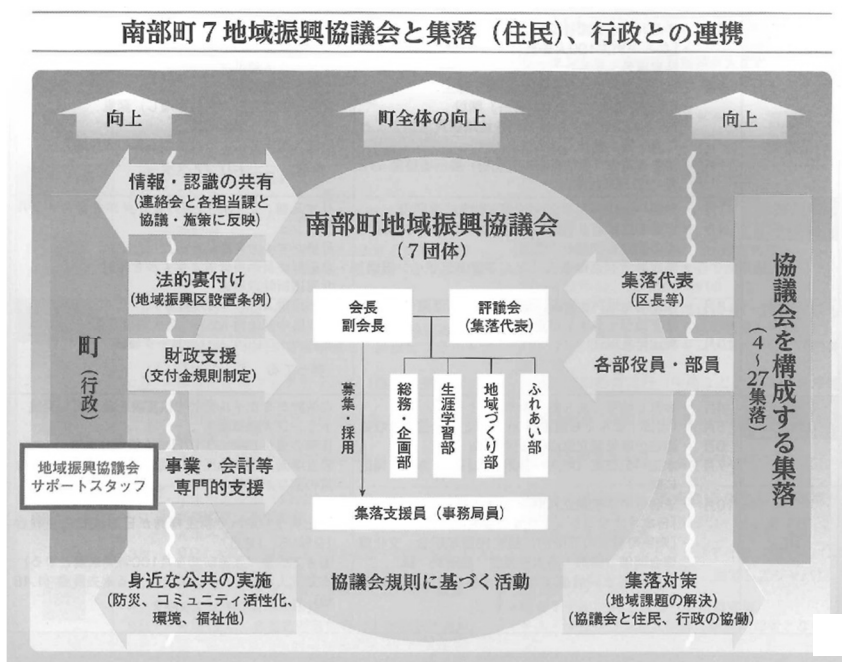 南部町7地域振興協議会と集落(住民)、行政との連携
向上
町全体の向上
向上
情報・認識の共有
(連絡会と各担当課と
協議・施策に反映)
南部町地域振興協議会
(7団体)
法的裏付け
(地域振興区設置条例)
財政支援
(交付金規則制定)
町(行政)
地域振興協議会
サポートスタッフ
事業・会計等
専門的支援
会長
副会長
評議会
(集落代表)
募集・採用
総務・企画部
生涯学習部
地域づくり部
ふれあい部
集落支援員(事務局員)
集落代表
(区長等)
各部役員・部員
協議会を構成する集落
(4~27集落)
身近な公共の実施
(防災、コミュニティ活性化、
環境、福祉他)
協議会規則に基づく活動
集落対策
(地域課題の解決)
(協議会と住民、行政の協働)